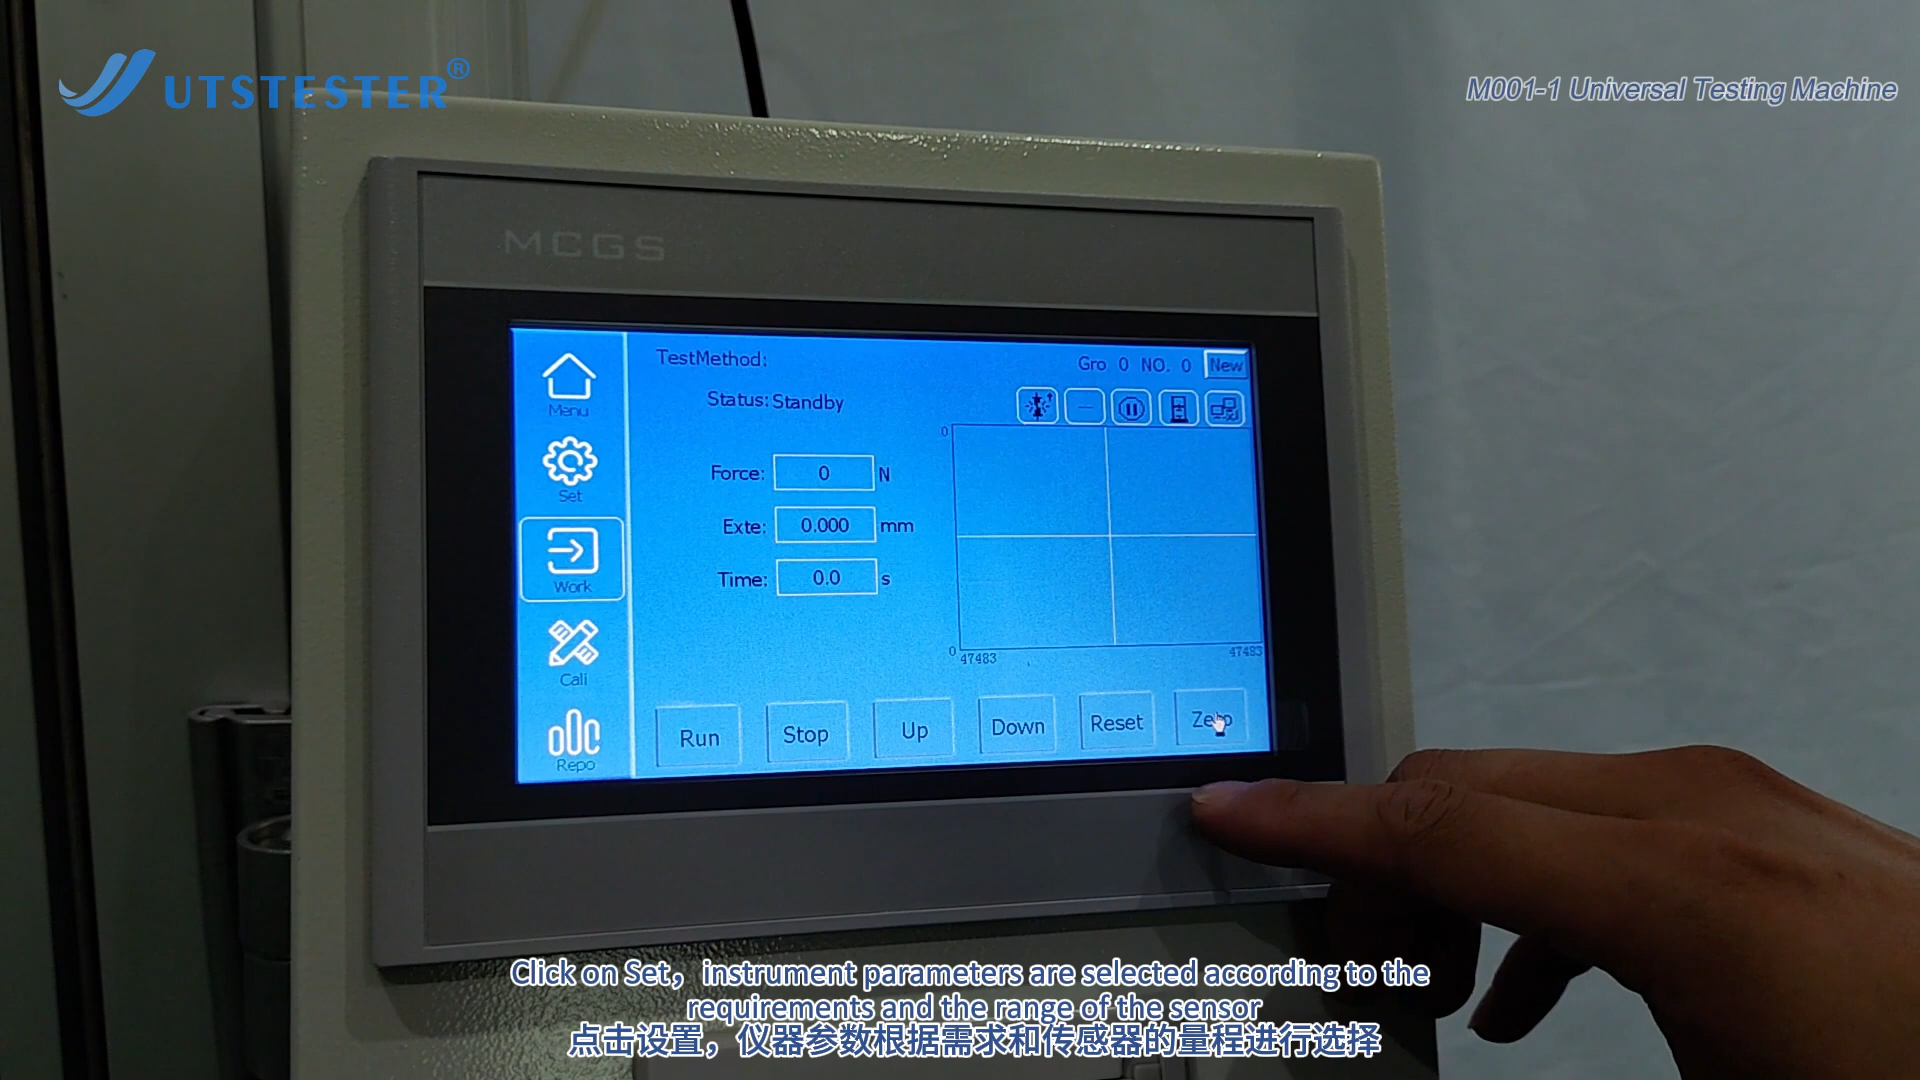 UTSTESTER®
M001-1 Universal Testing Machine
MCGS
TestMethod:
Gro 0 NO. 0 New
Status: Standby
Menu
Set
Work
Cali
Repo
Force: 0 N
Exte: 0.000 mm
Time: 0.0 s
0
0
47483
47483
Run
Stop
Up
Down
Reset
Zero
Click on Set，instrument parameters are selected according to the
requirements and the range of the sensor
点击设置，仪器参数根据需求和传感器的量程进行选择